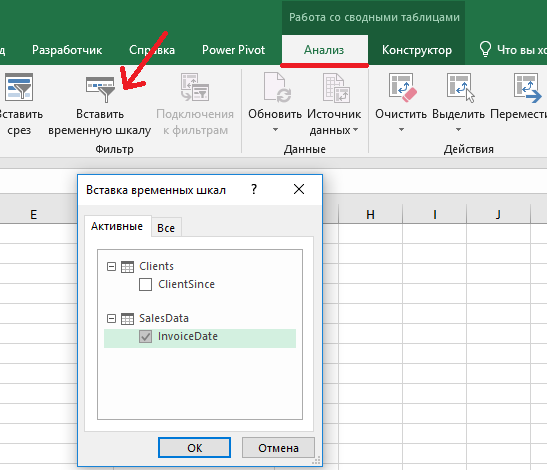 Работа со сводными таблицами
Разработчик Справка Power Pivot Анализ Конструктор Что вы хо
Вставить срез
Вставить временную шкалу
Подключения к фильтрам
Обновить
Источник данных
Очистить
Выделить
Перемести
Фильтр Данные Действия
Вставка временных шкал ? ×
E H I J
Активные Все
Clients
ClientSince
SalesData
InvoiceDate
OK Отмена